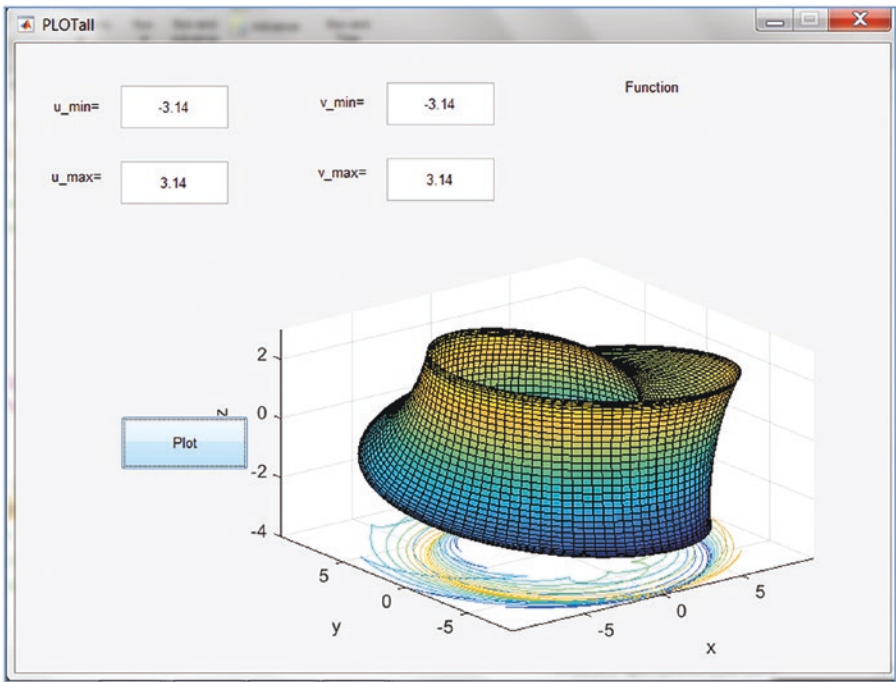 PLOTall
Function
u_min= -3.14 v_min= -3.14
u_max= 3.14 v_max= 3.14
Plot
z
2
0
-2
-4
5
0
-5
y
-5
0
5
x